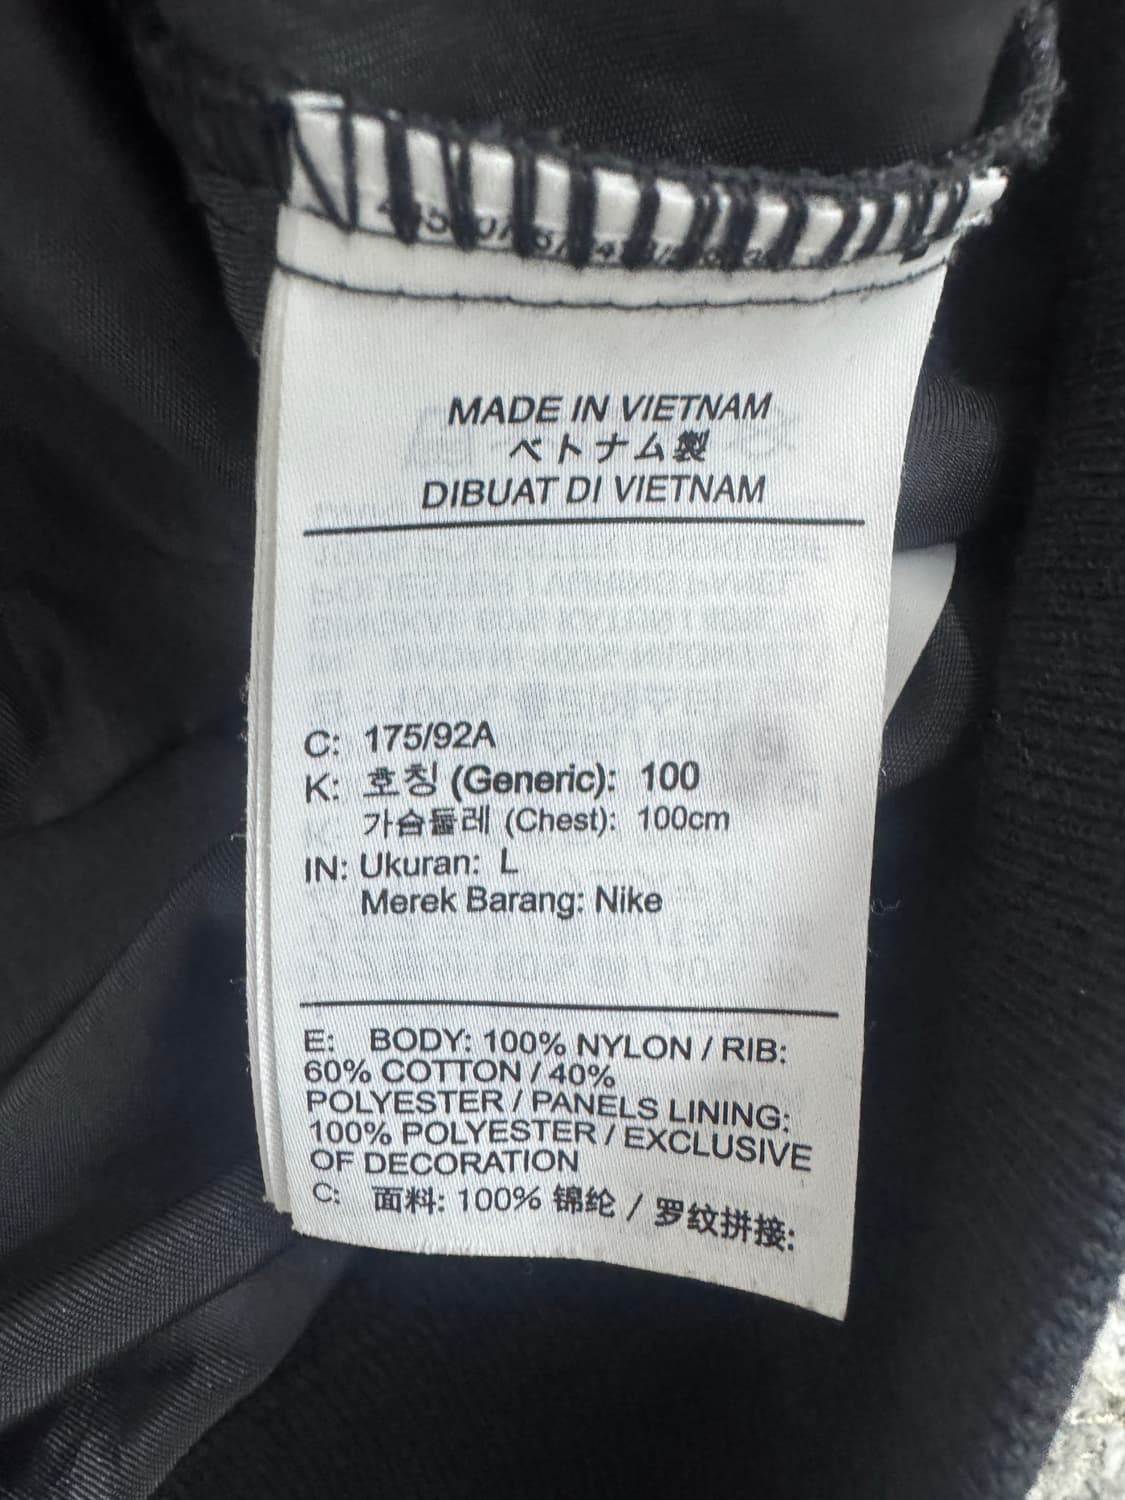 MADE IN VIETNAM
ベトナム製
DIBUAT DI VIETNAM
C: 175/92A
K: 호칭 (Generic): 100
가슴둘레 (Chest): 100cm
IN: Ukuran: L
Merek Barang: Nike
E: BODY: 100% NYLON / RIB:
60% COTTON / 40%
POLYESTER / PANELS LINING:
100% POLYESTER / EXCLUSIVE
OF DECORATION
C: 面料: 100% 锦纶 / 罗纹拼接: